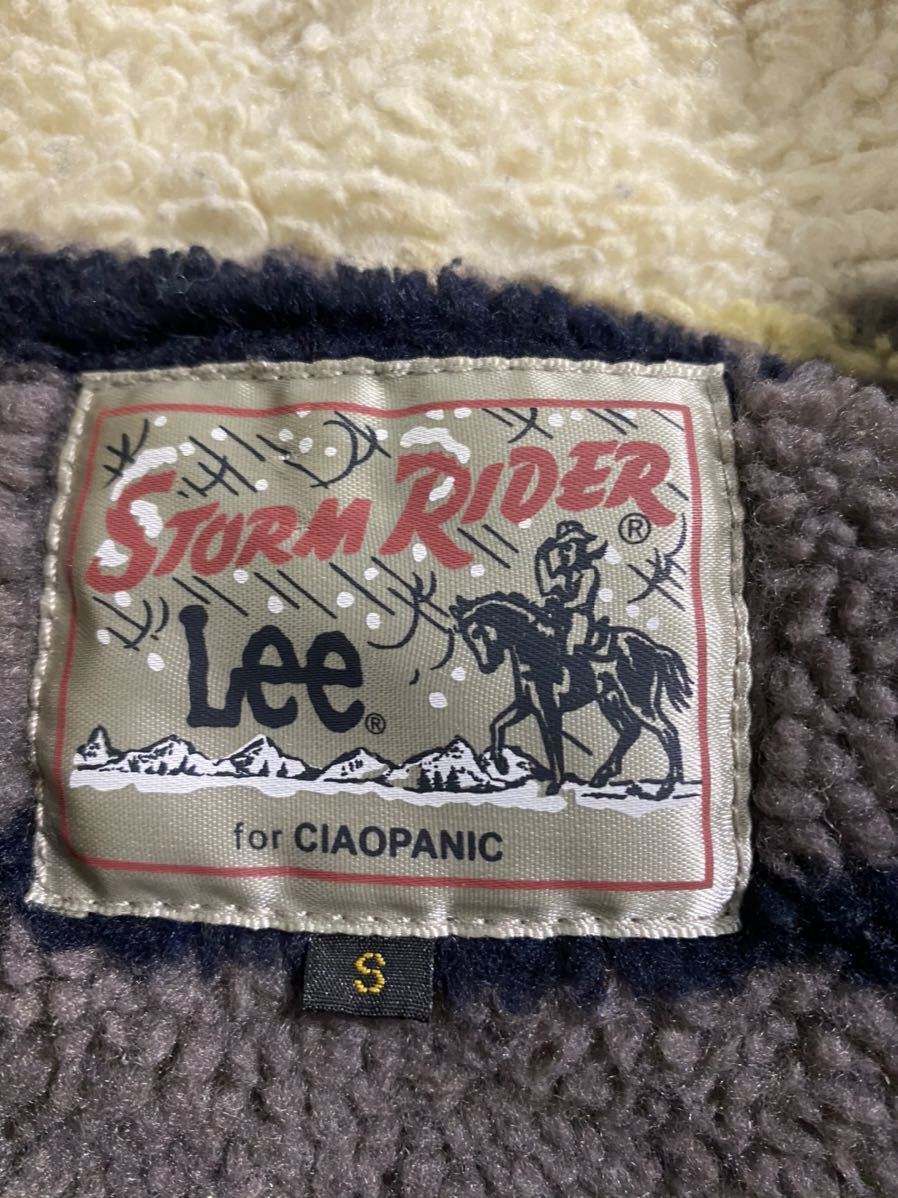 STORM RIDER®
Lee®
for CIAOPANIC
S